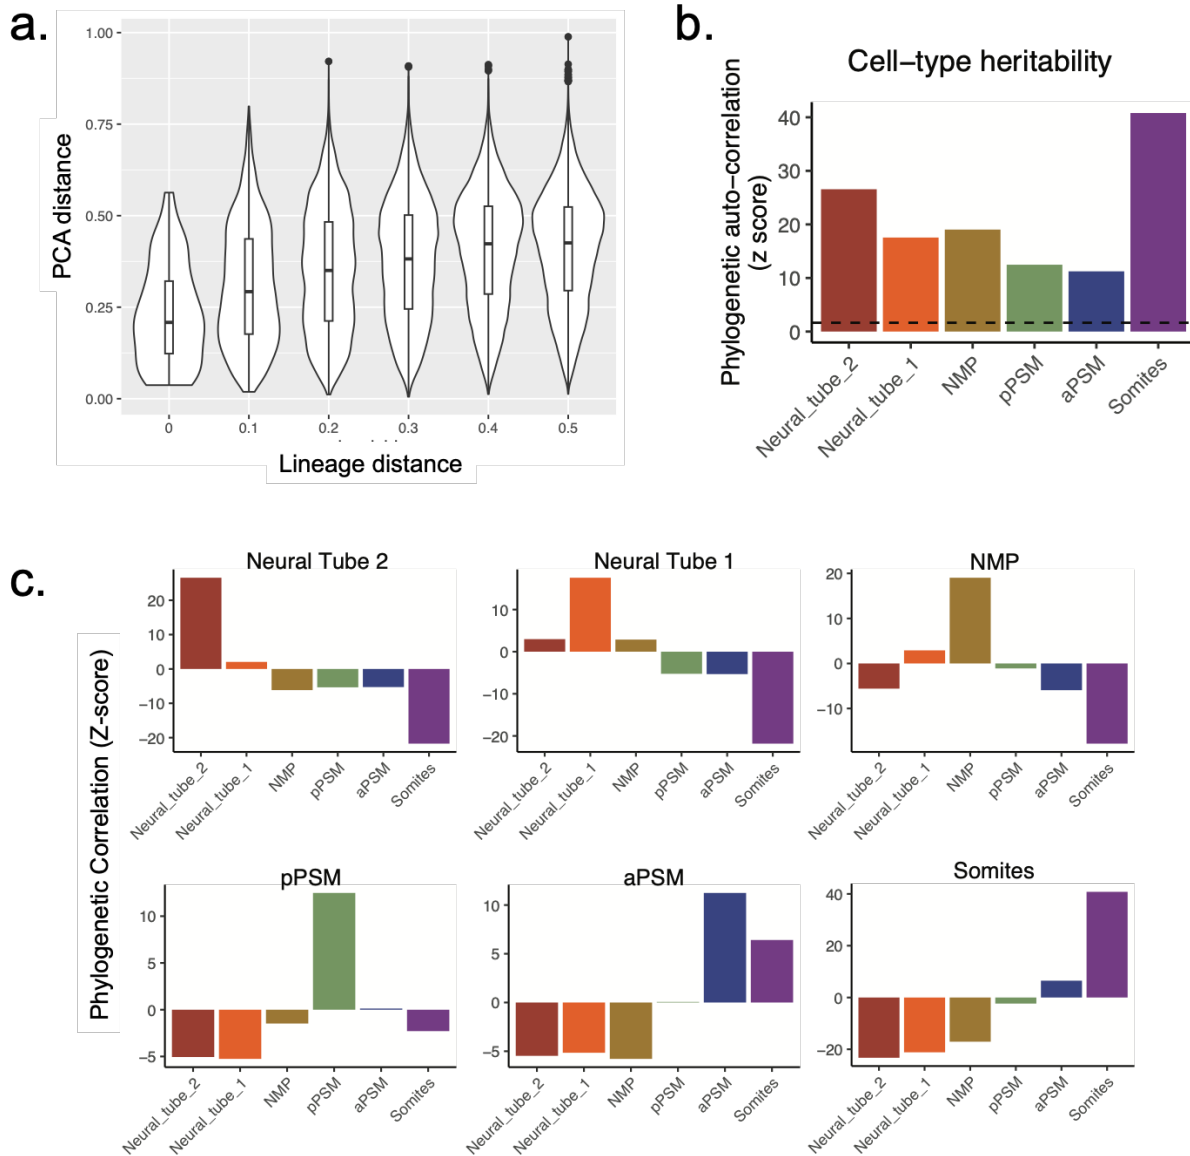 a.
1.00
0.75
0.50
0.25
0.00
PCA distance
0
0.1
0.2
0.3
0.4
0.5
Lineage distance
b.
Cell−type heritability
Phylogenetic auto−correlation
(z score)
40
30
20
10
0
Neural_tube_2
Neural_tube_1
NMP
pPSM
aPSM
Somites
c.
Phylogenetic Correlation (Z-score)
Neural Tube 2
20
10
0
−10
−20
Neural_tube_2
Neural_tube_1
NMP
pPSM
aPSM
Somites
Neural Tube 1
10
0
−10
−20
Neural_tube_2
Neural_tube_1
NMP
pPSM
aPSM
Somites
NMP
20
10
0
−10
Neural_tube_2
Neural_tube_1
NMP
pPSM
aPSM
Somites
pPSM
10
5
0
−5
Neural_tube_2
Neural_tube_1
NMP
pPSM
aPSM
Somites
aPSM
10
5
0
−5
Neural_tube_2
Neural_tube_1
NMP
pPSM
aPSM
Somites
Somites
40
20
0
−20
Neural_tube_2
Neural_tube_1
NMP
pPSM
aPSM
Somites